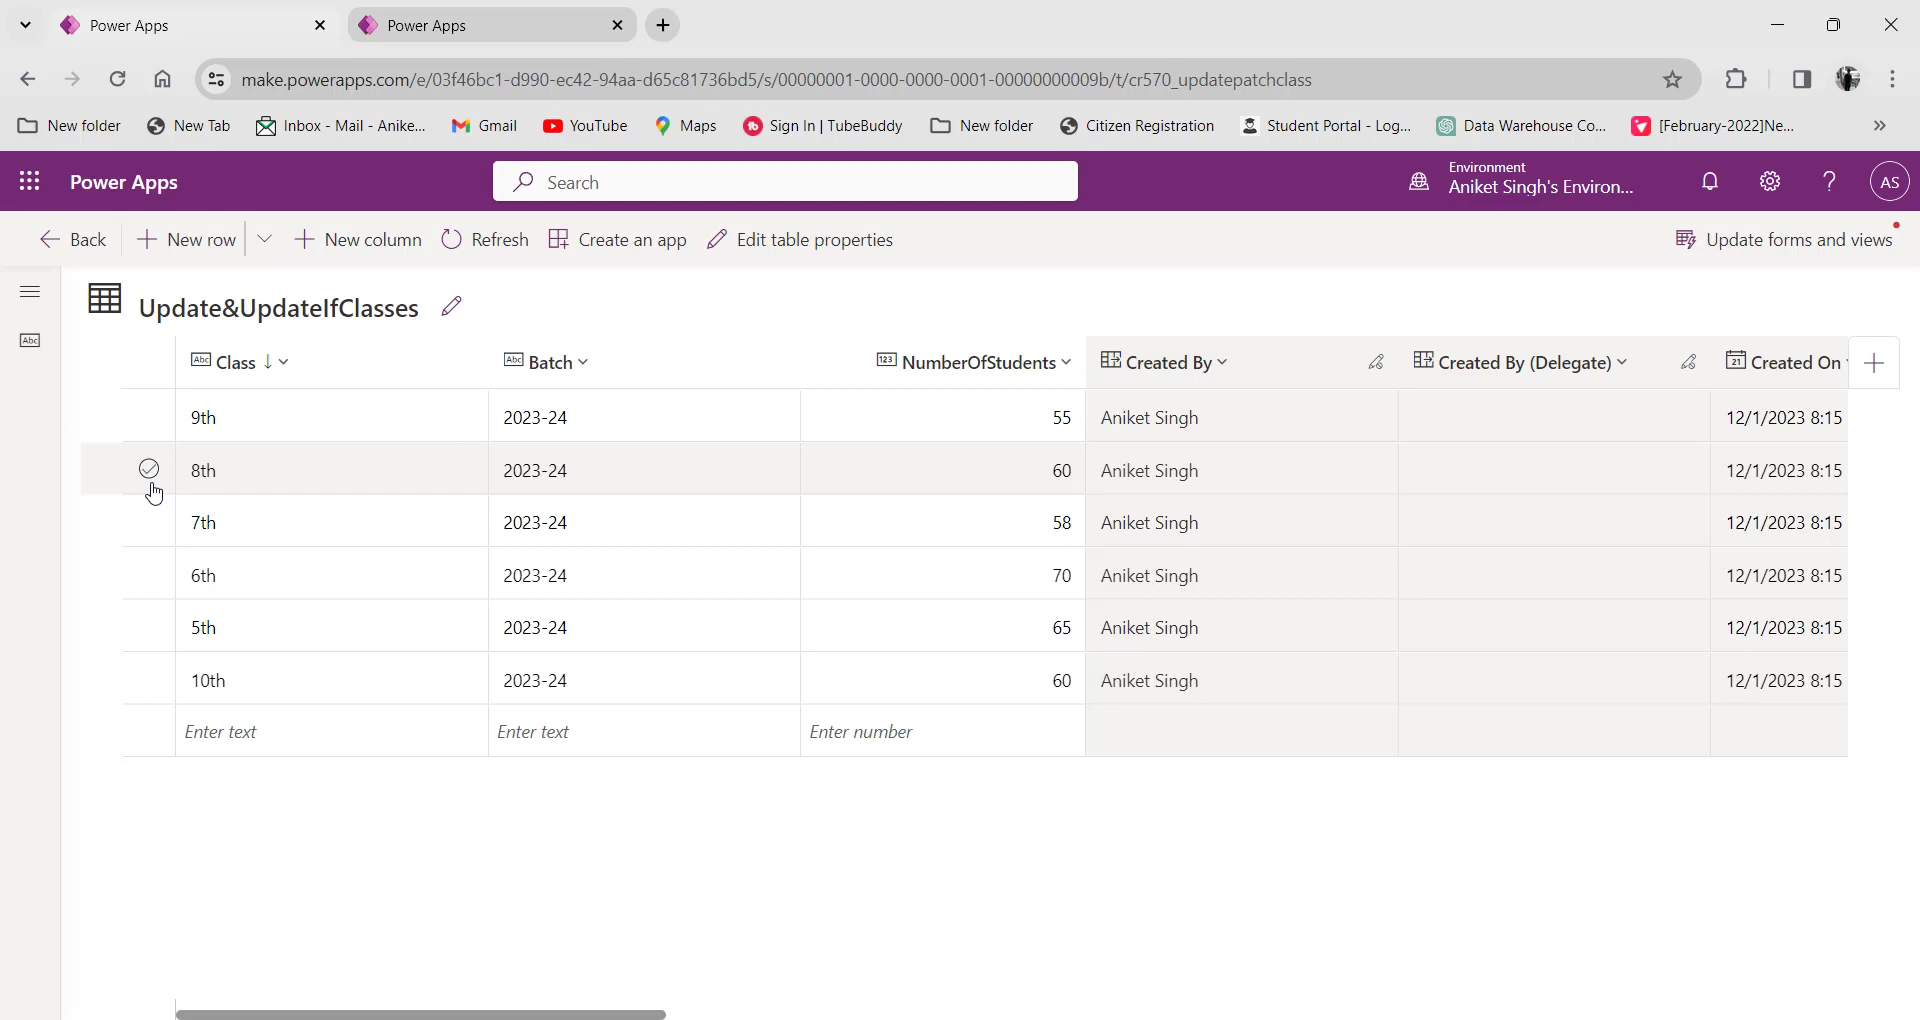 Power Apps
Power Apps
make.powerapps.com/e/03f46bc1-d990-ec42-94aa-d65c81736bd5/s/00000001-0000-0000-0001-00000000009b/t/cr570_updatepatchclass
New folder New Tab Inbox - Mail - Anike... Gmail YouTube Maps Sign In | TubeBuddy New folder Citizen Registration Student Portal - Log... Data Warehouse Co... [February-2022]Ne...
Power Apps Search Environment
Aniket Singh's Environ... AS
Back New row New column Refresh Create an app Edit table properties Update forms and views
Abc
Update&UpdateIfClasses
Abc Class Abc Batch 123 NumberOfStudents Created By Created By (Delegate) 21 Created On
9th 2023-24 55 Aniket Singh 12/1/2023 8:15
8th 2023-24 60 Aniket Singh 12/1/2023 8:15
7th 2023-24 58 Aniket Singh 12/1/2023 8:15
6th 2023-24 70 Aniket Singh 12/1/2023 8:15
5th 2023-24 65 Aniket Singh 12/1/2023 8:15
10th 2023-24 60 Aniket Singh 12/1/2023 8:15
Enter text Enter text Enter number